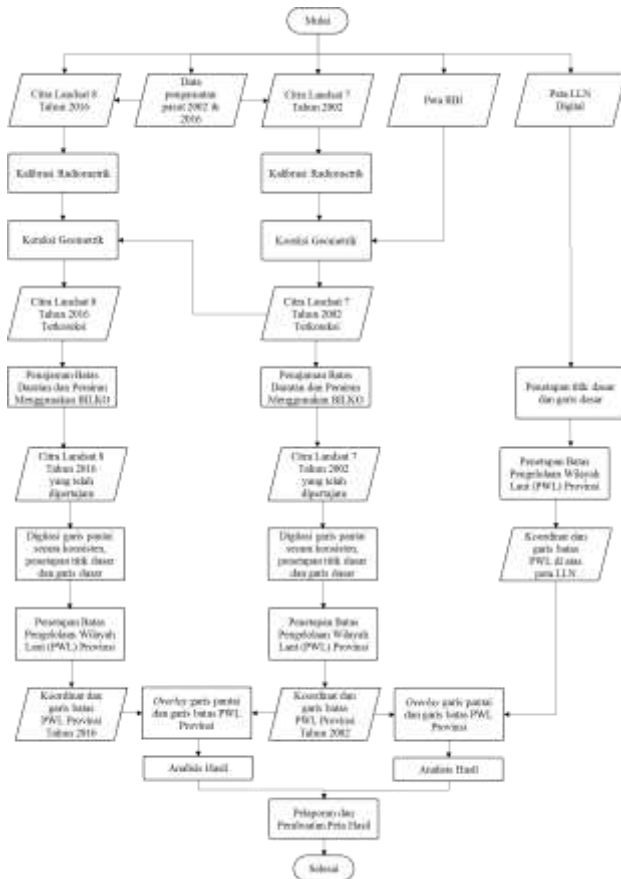 Mulai
Citra Landsat 8
Tahun 2016
Data
pengamatan
pasut 2002 &
2016
Citra Landsat 7
Tahun 2002
Peta RBI
Peta LLN
Digital
Kalibrasi Radiometrik
Kalibrasi Radiometrik
Koreksi Geometrik
Koreksi Geometrik
Citra Landsat 8
Tahun 2016
Terkoreksi
Citra Landsat 7
Tahun 2002
Terkoreksi
Penajaman Batas
Daratan dan Perairan
Menggunakan BILKO
Penajaman Batas
Daratan dan Perairan
Menggunakan BILKO
Penetapan titik dasar
dan garis dasar
Citra Landsat 8
Tahun 2016
yang telah
dipertajam
Citra Landsat 7
Tahun 2002
yang telah
dipertajam
Penetapan Batas
Pengelolaan Wilayah
Laut (PWL) Provinsi
Digitasi garis pantai
secara konsisten,
penetapan titik dasar
dan garis dasar
Digitasi garis pantai
secara konsisten,
penetapan titik dasar
dan garis dasar
Koordinat dan
garis batas
PWL di atas
peta LLN
Penetapan Batas
Pengelolaan Wilayah
Laut (PWL) Provinsi
Penetapan Batas
Pengelolaan Wilayah
Laut (PWL) Provinsi
Koordinat dan
garis batas
PWL Provinsi
Tahun 2016
Overlay garis pantai
dan garis batas PWL
Provinsi
Koordinat dan
garis batas
PWL Provinsi
Tahun 2002
Overlay garis pantai
dan garis batas PWL
Provinsi
Analisis Hasil
Analisis Hasil
Pelaporan dan
Pembuatan Peta Hasil
Selesai